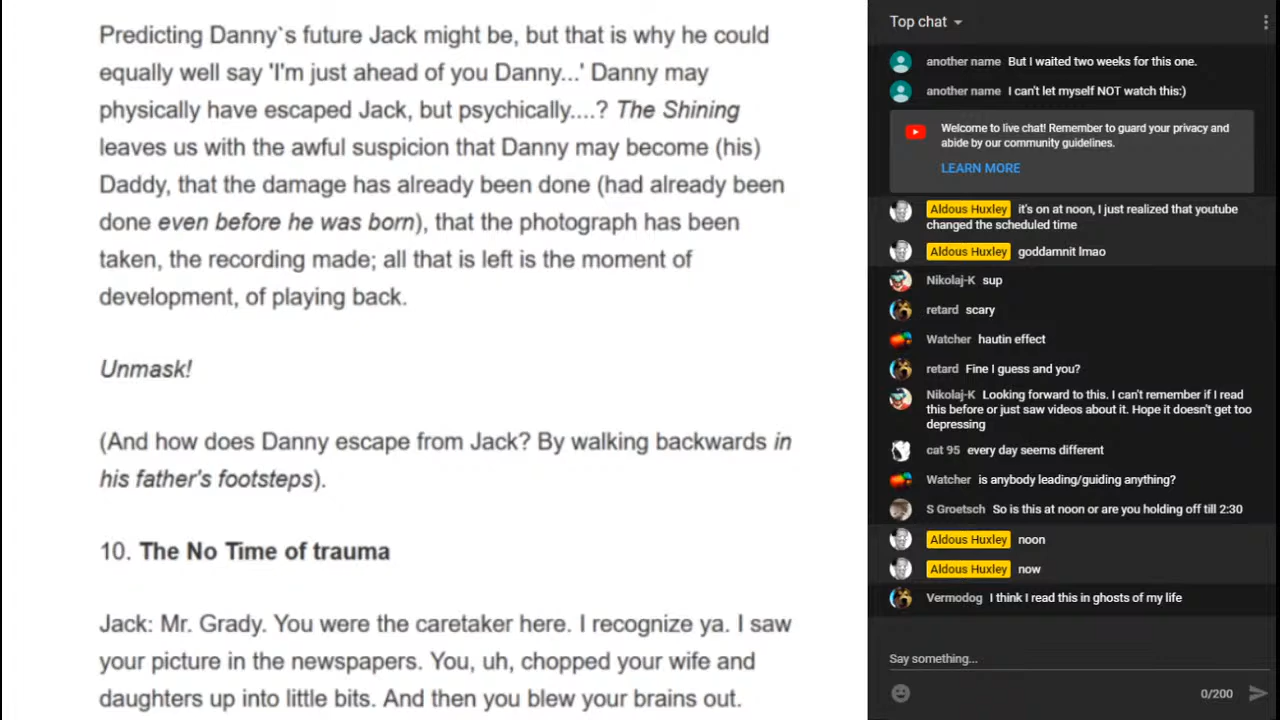 Predicting Danny`s future Jack might be, but that is why he could
equally well say 'I'm just ahead of you Danny...' Danny may
physically have escaped Jack, but psychically....? The Shining
leaves us with the awful suspicion that Danny may become (his)
Daddy, that the damage has already been done (had already been
done even before he was born), that the photograph has been
taken, the recording made; all that is left is the moment of
development, of playing back.
Unmask!
(And how does Danny escape from Jack? By walking backwards in
his father's footsteps).
10. The No Time of trauma
Jack: Mr. Grady. You were the caretaker here. I recognize ya. I saw
your picture in the newspapers. You, uh, chopped your wife and
daughters up into little bits. And then you blew your brains out.
Top chat
another name But I waited two weeks for this one.
another name I can't let myself NOT watch this:)
Welcome to live chat! Remember to guard your privacy and
abide by our community guidelines.
LEARN MORE
Aldous Huxley it's on at noon, I just realized that youtube
changed the scheduled time
Aldous Huxley goddamnit lmao
Nikolaj-K sup
retard scary
Watcher hautin effect
retard Fine I guess and you?
Nikolaj-K Looking forward to this. I can't remember if I read
this before or just saw videos about it. Hope it doesn't get too
depressing
cat 95 every day seems different
Watcher is anybody leading/guiding anything?
S Groetsch So is this at noon or are you holding off till 2:30
Aldous Huxley noon
Aldous Huxley now
Vermodog I think I read this in ghosts of my life
Say something...
0/200